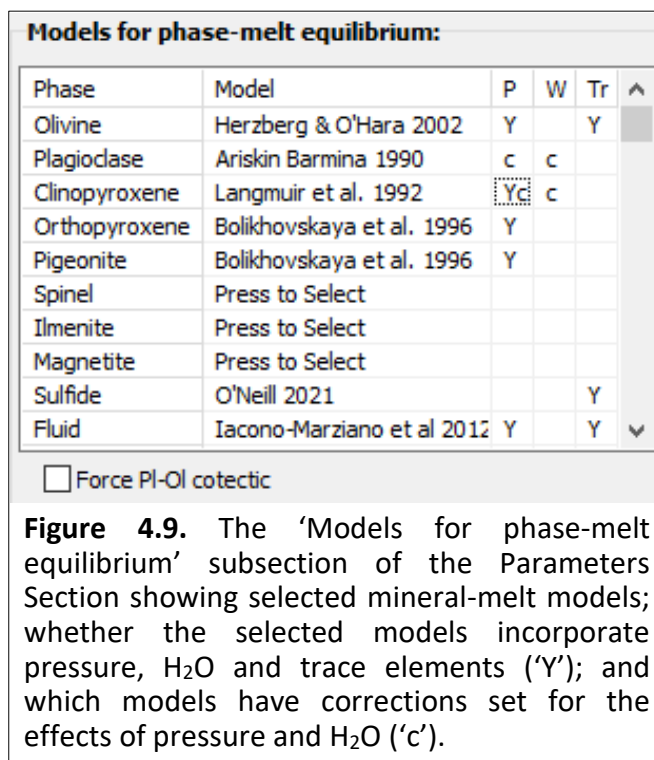 Models for phase-melt equilibrium:
Phase Model P W Tr
Olivine Herzberg & O'Hara 2002 Y Y
Plagioclase Ariskin Barmina 1990 c c
Clinopyroxene Langmuir et al. 1992 Yc c
Orthopyroxene Bolikhovskaya et al. 1996 Y
Pigeonite Bolikhovskaya et al. 1996 Y
Spinel Press to Select
Ilmenite Press to Select
Magnetite Press to Select
Sulfide O'Neill 2021 Y
Fluid Iacono-Marziano et al 2012 Y Y
Force Pl-Ol cotectic
Figure 4.9. The ‘Models for phase-melt
equilibrium’ subsection of the Parameters
Section showing selected mineral-melt models;
whether the selected models incorporate
pressure, H₂O and trace elements (‘Y’); and
which models have corrections set for the
effects of pressure and H₂O (‘c’).